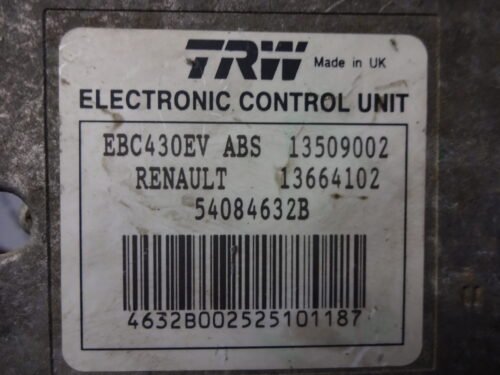 TRW Made in UK
ELECTRONIC CONTROL UNIT
EBC430EV ABS 13509002
RENAULT 13664102
54084632B
4632B002525101187